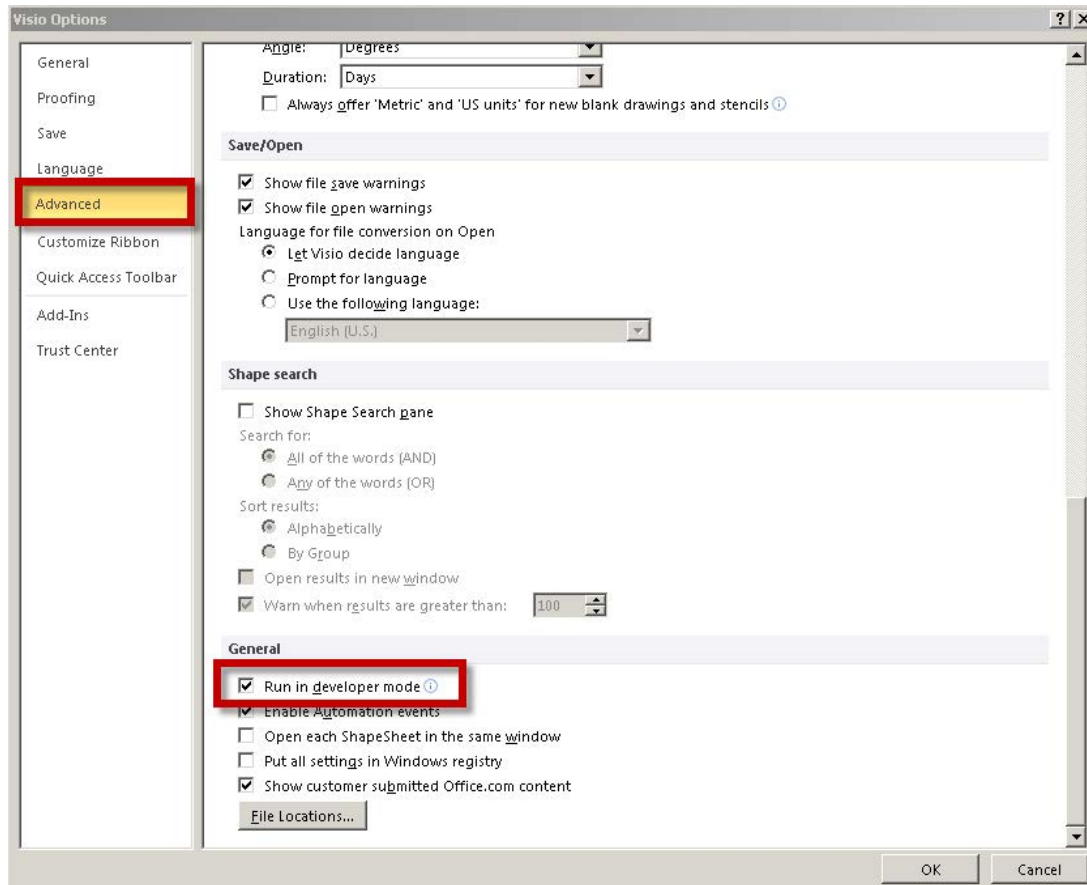 Visio Options
General
Proofing
Save
Language
Advanced
Customize Ribbon
Quick Access Toolbar
Add-Ins
Trust Center
Angle: Degrees
Duration: Days
Always offer 'Metric' and 'US units' for new blank drawings and stencils
Save/Open
Show file save warnings
Show file open warnings
Language for file conversion on Open
Let Visio decide language
Prompt for language
Use the following language:
English (U.S.)
Shape search
Show Shape Search pane
Search for:
All of the words (AND)
Any of the words (OR)
Sort results:
Alphabetically
By Group
Open results in new window
Warn when results are greater than: 100
General
Run in developer mode
Enable Automation events
Open each ShapeSheet in the same window
Put all settings in Windows registry
Show customer submitted Office.com content
File Locations...
OK Cancel